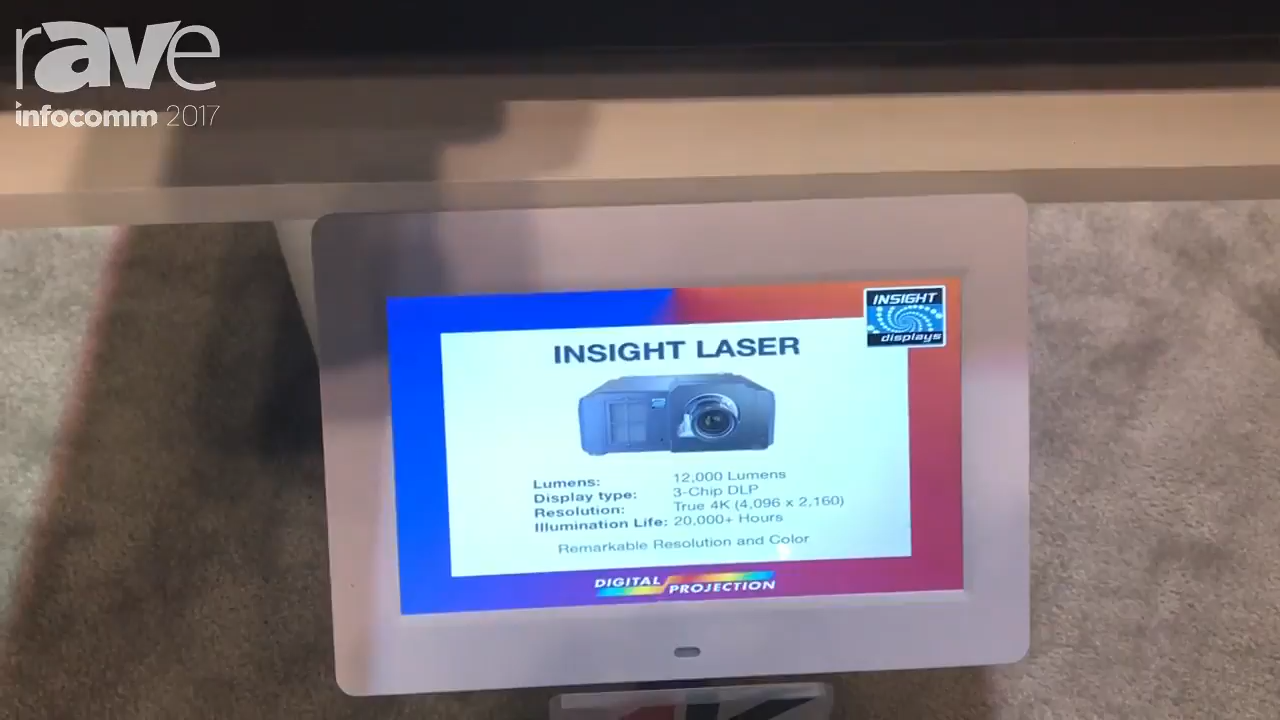 rave
infocomm 2017
INSIGHT
displays
INSIGHT LASER
Lumens: 12,000 Lumens
Display type: 3-Chip DLP
Resolution: True 4K (4,096 x 2,160)
Illumination Life: 20,000+ Hours
Remarkable Resolution and Color
DIGITAL PROJECTION